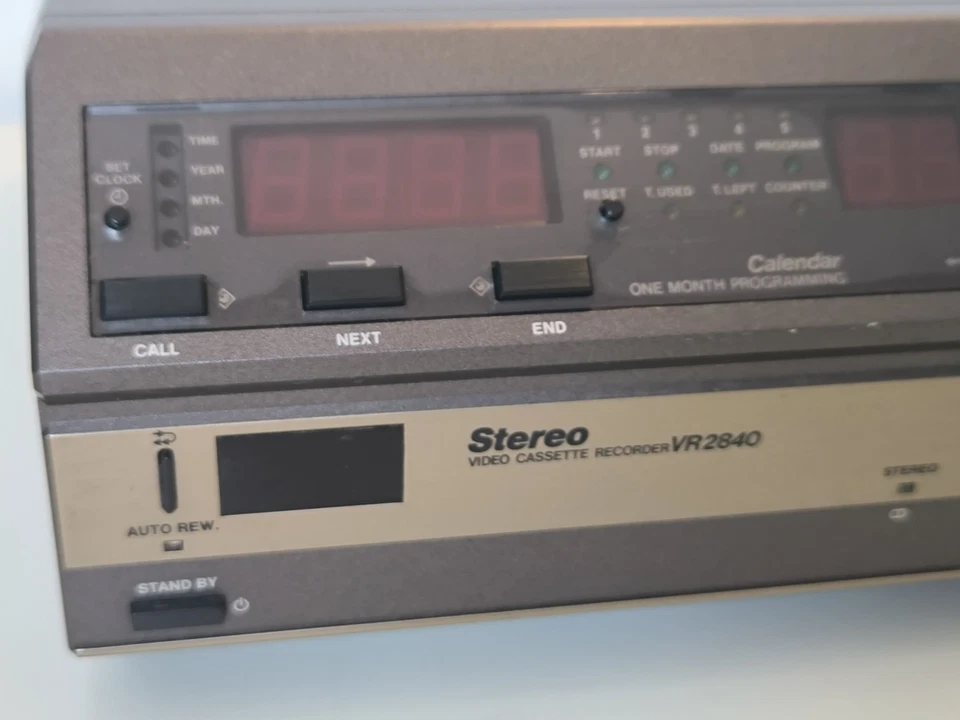 SET CLOCK
TIME
YEAR
MTH.
DAY
1 2 3 4 5
START STOP DATE PROGRAM
RESET T. USED T. LEFT COUNTER
Calendar
ONE MONTH PROGRAMMING
CALL NEXT END
Stereo
VIDEO CASSETTE RECORDER VR2840
STEREO
AUTO REW.
STAND BY